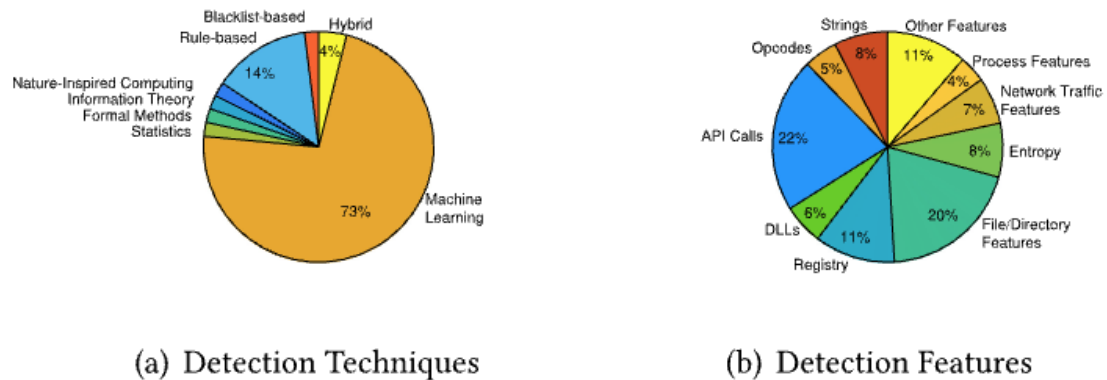 Blacklist-based
Hybrid
Rule-based
4%
14%
Nature-Inspired Computing
Information Theory
Formal Methods
Statistics
Machine
Learning
73%
(a) Detection Techniques
Strings
Other Features
Opcodes
8%
11%
Process Features
5%
4%
Network Traffic
Features
7%
API Calls
22%
8%
Entropy
6%
20%
File/Directory
Features
DLLs
11%
Registry
(b) Detection Features